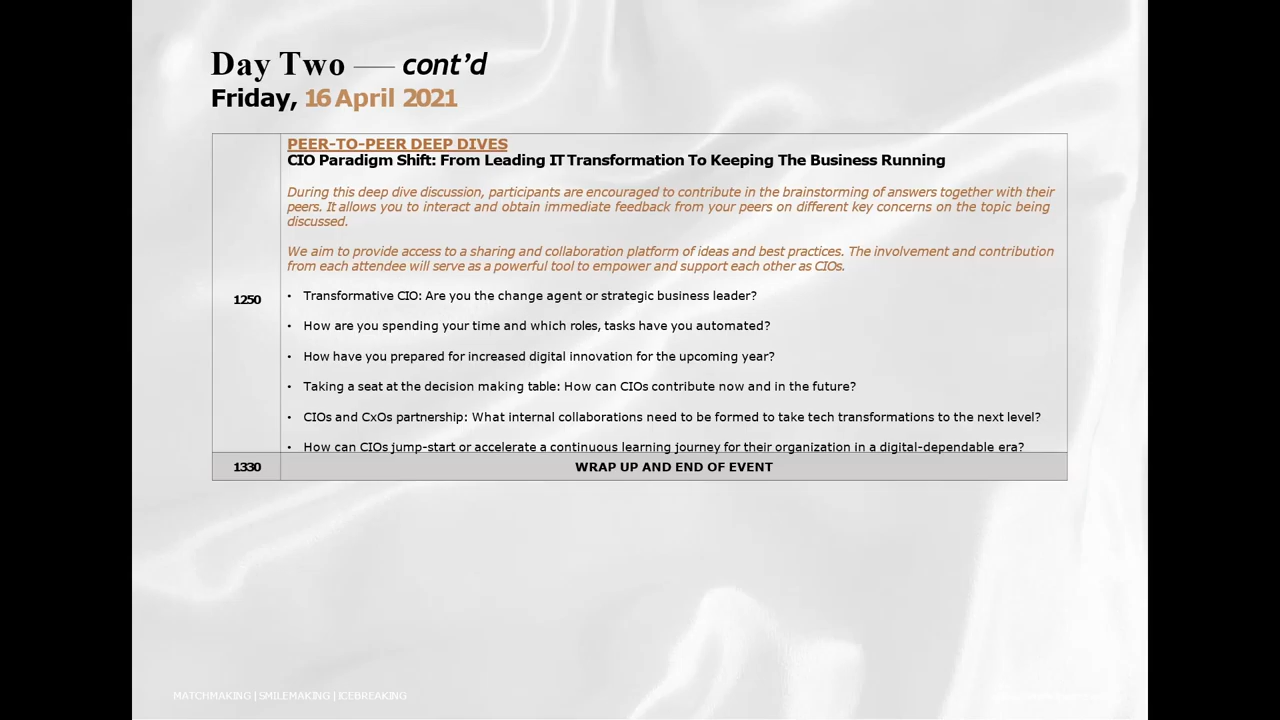 Day Two — cont’d
Friday, 16 April 2021
PEER-TO-PEER DEEP DIVES
CIO Paradigm Shift: From Leading IT Transformation To Keeping The Business Running
During this deep dive discussion, participants are encouraged to contribute in the brainstorming of answers together with their
peers. It allows you to interact and obtain immediate feedback from your peers on different key concerns on the topic being
discussed.
We aim to provide access to a sharing and collaboration platform of ideas and best practices. The involvement and contribution
from each attendee will serve as a powerful tool to empower and support each other as CIOs.
1250
• Transformative CIO: Are you the change agent or strategic business leader?
• How are you spending your time and which roles, tasks have you automated?
• How have you prepared for increased digital innovation for the upcoming year?
• Taking a seat at the decision making table: How can CIOs contribute now and in the future?
• CIOs and CxOs partnership: What internal collaborations need to be formed to take tech transformations to the next level?
• How can CIOs jump-start or accelerate a continuous learning journey for their organization in a digital-dependable era?
1330 WRAP UP AND END OF EVENT
MATCHMAKING | SMILEMAKING | ICEBREAKING